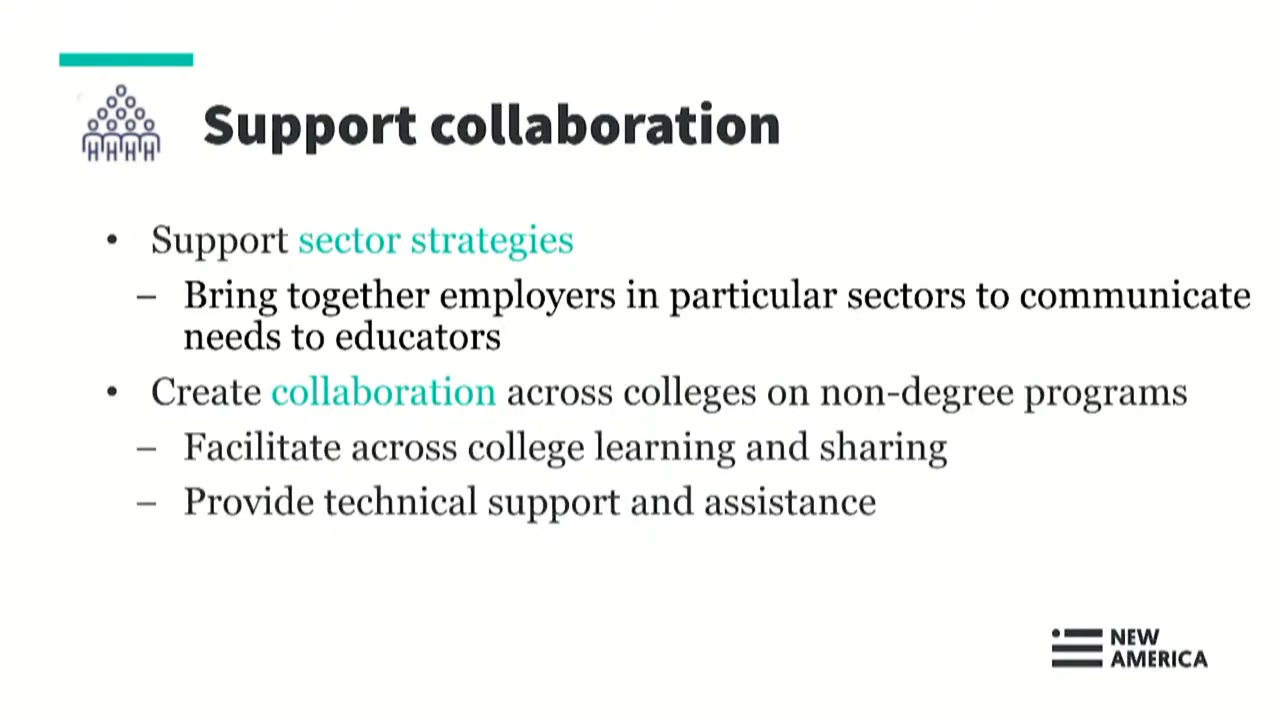 Support collaboration
• Support sector strategies
– Bring together employers in particular sectors to communicate
needs to educators
• Create collaboration across colleges on non-degree programs
– Facilitate across college learning and sharing
– Provide technical support and assistance
NEW
AMERICA